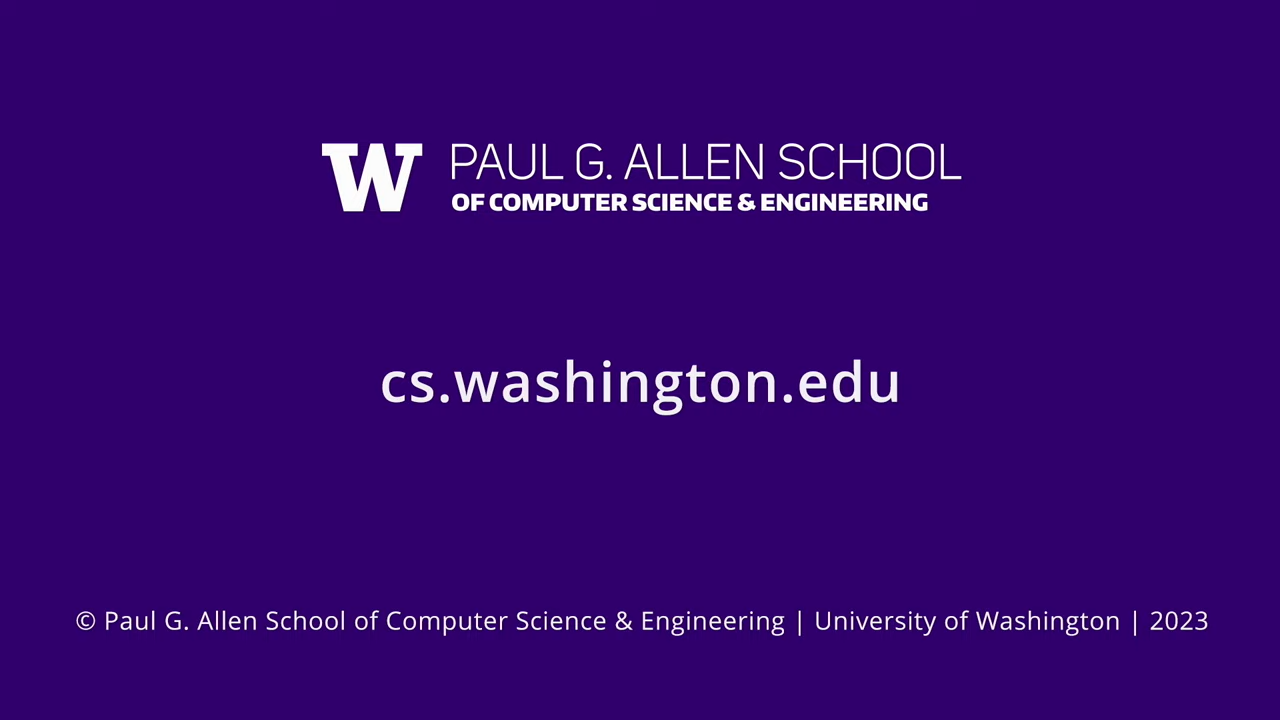 W PAUL G. ALLEN SCHOOL
OF COMPUTER SCIENCE & ENGINEERING
cs.washington.edu
© Paul G. Allen School of Computer Science & Engineering | University of Washington | 2023